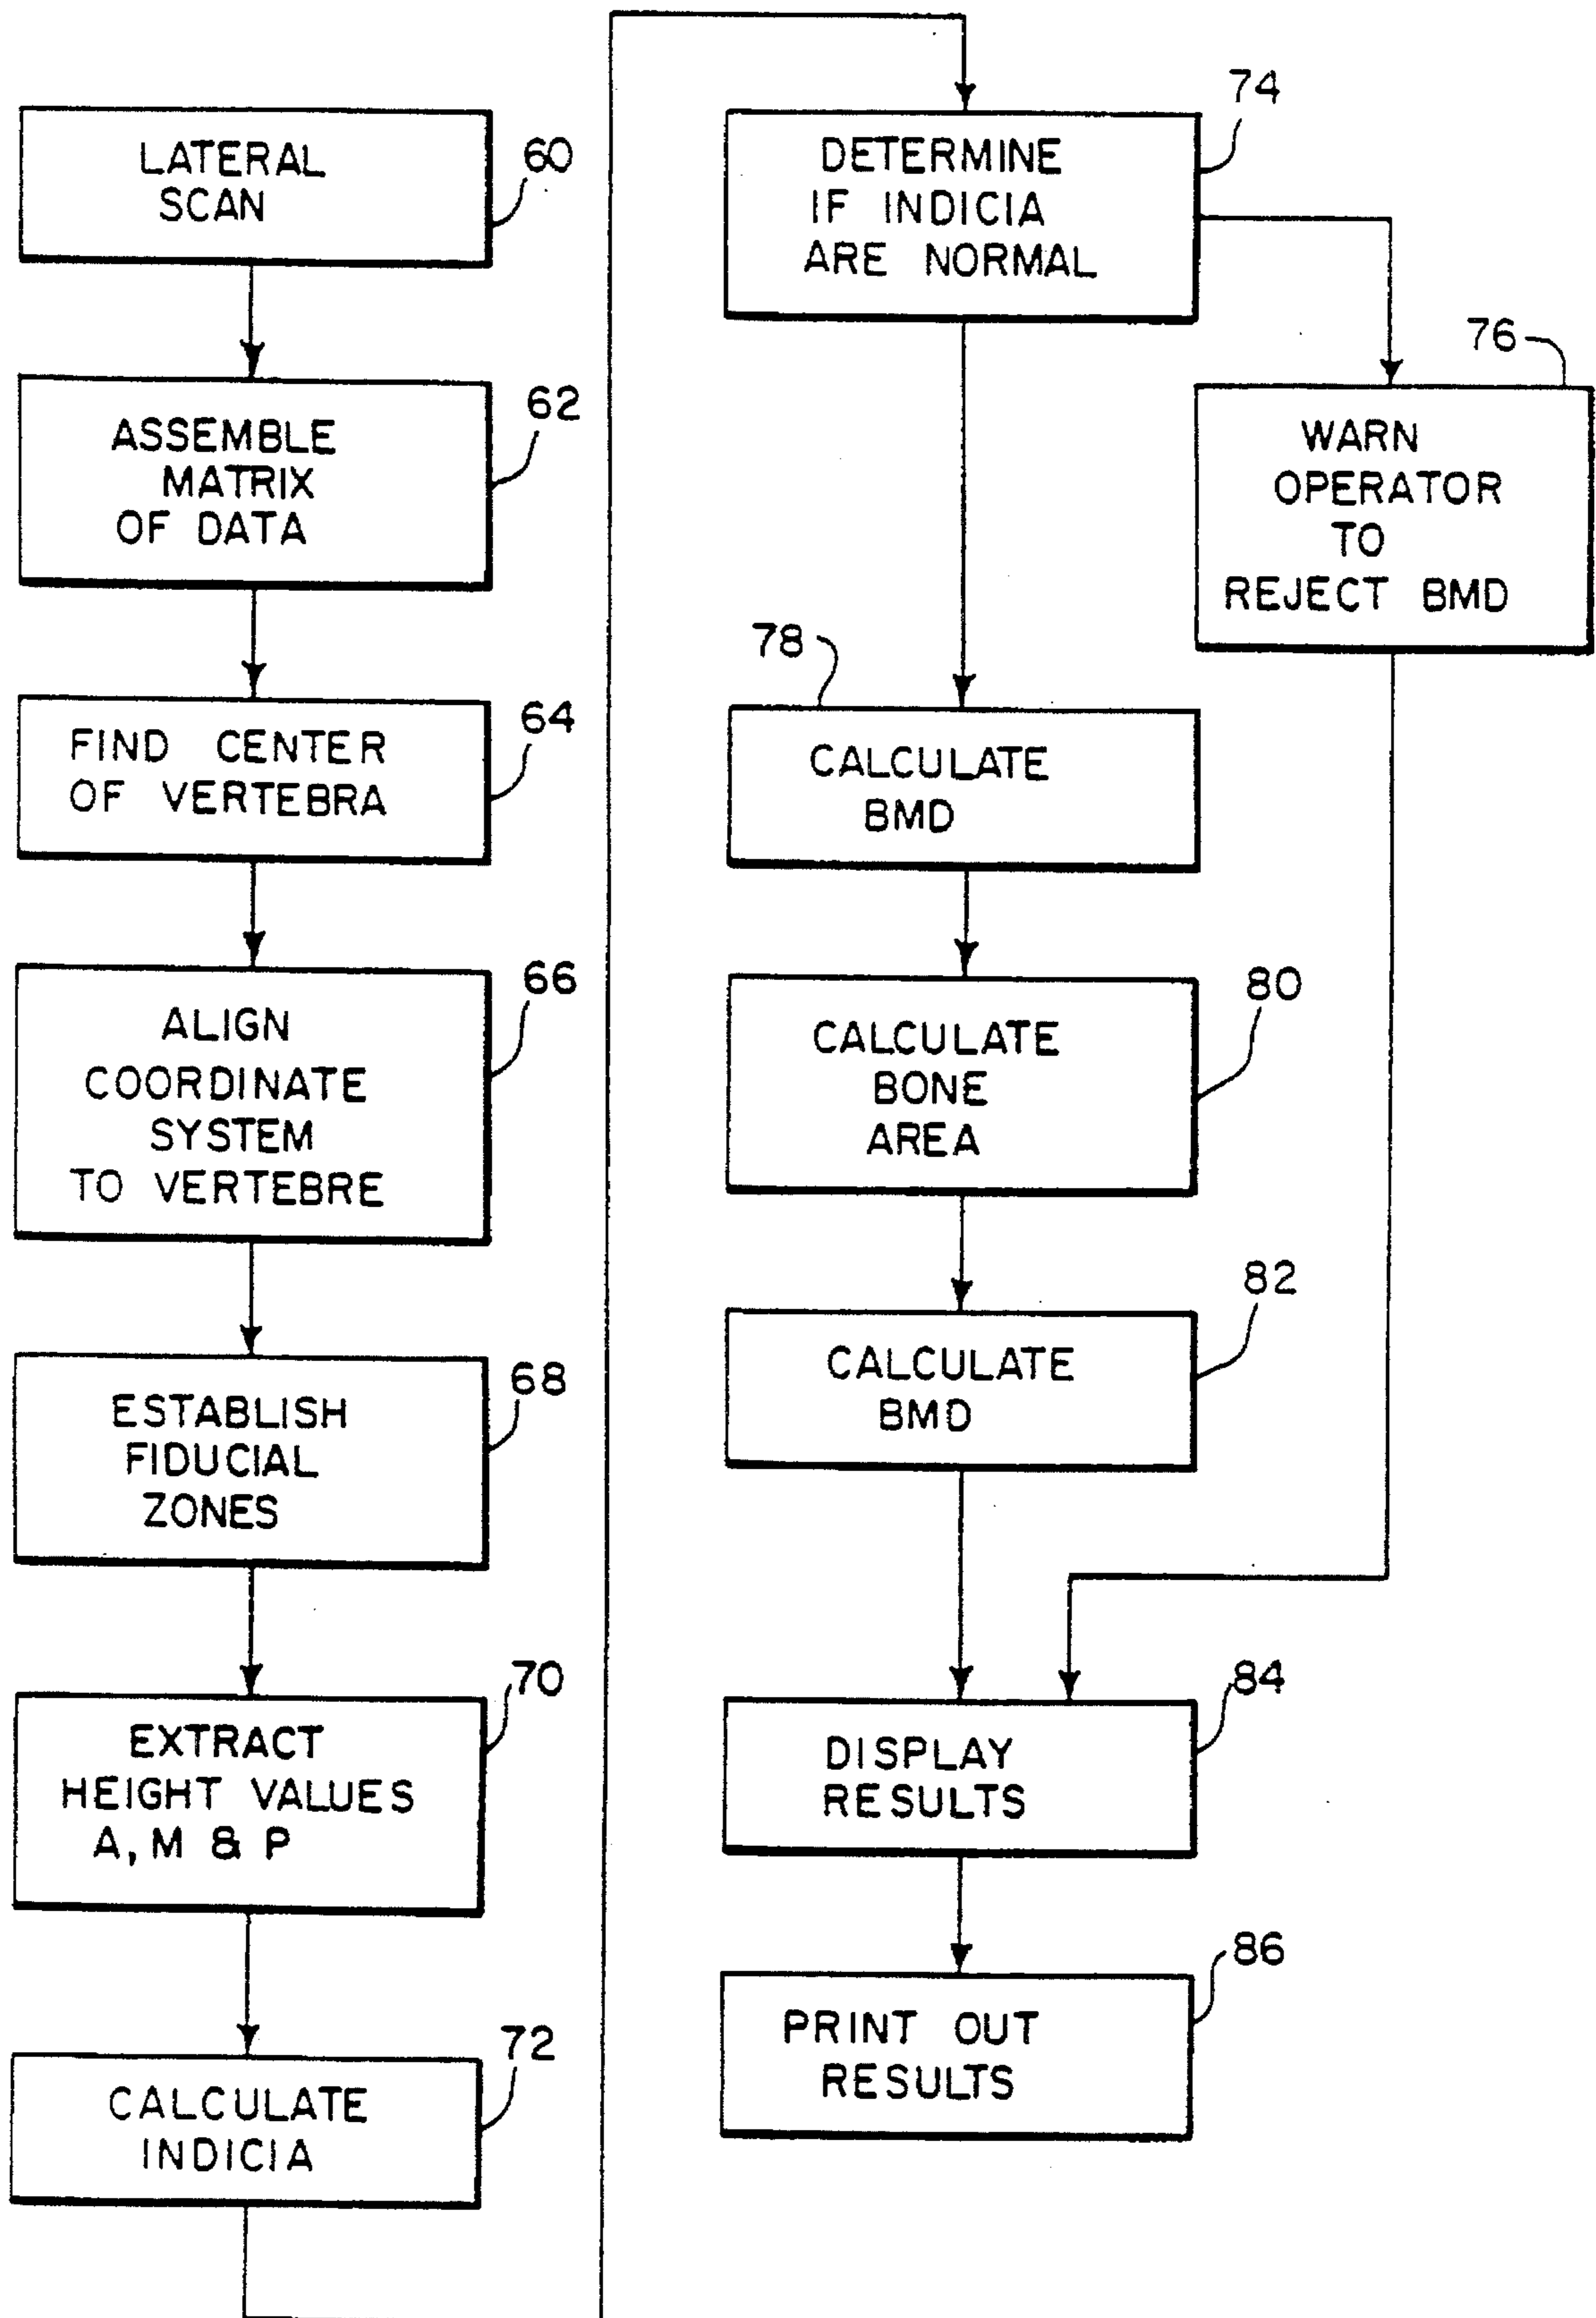 LATERAL
SCAN
60
ASSEMBLE
MATRIX
OF DATA
62
FIND CENTER
OF VERTEBRA
64
ALIGN
COORDINATE
SYSTEM
TO VERTEBRE
66
ESTABLISH
FIDUCIAL
ZONES
68
EXTRACT
HEIGHT VALUES
A, M & P
70
CALCULATE
INDICIA
72
DETERMINE
IF INDICIA
ARE NORMAL
74
WARN
OPERATOR
TO
REJECT BMD
76
CALCULATE
BMD
78
CALCULATE
BONE
AREA
80
CALCULATE
BMD
82
DISPLAY
RESULTS
84
PRINT OUT
RESULTS
86